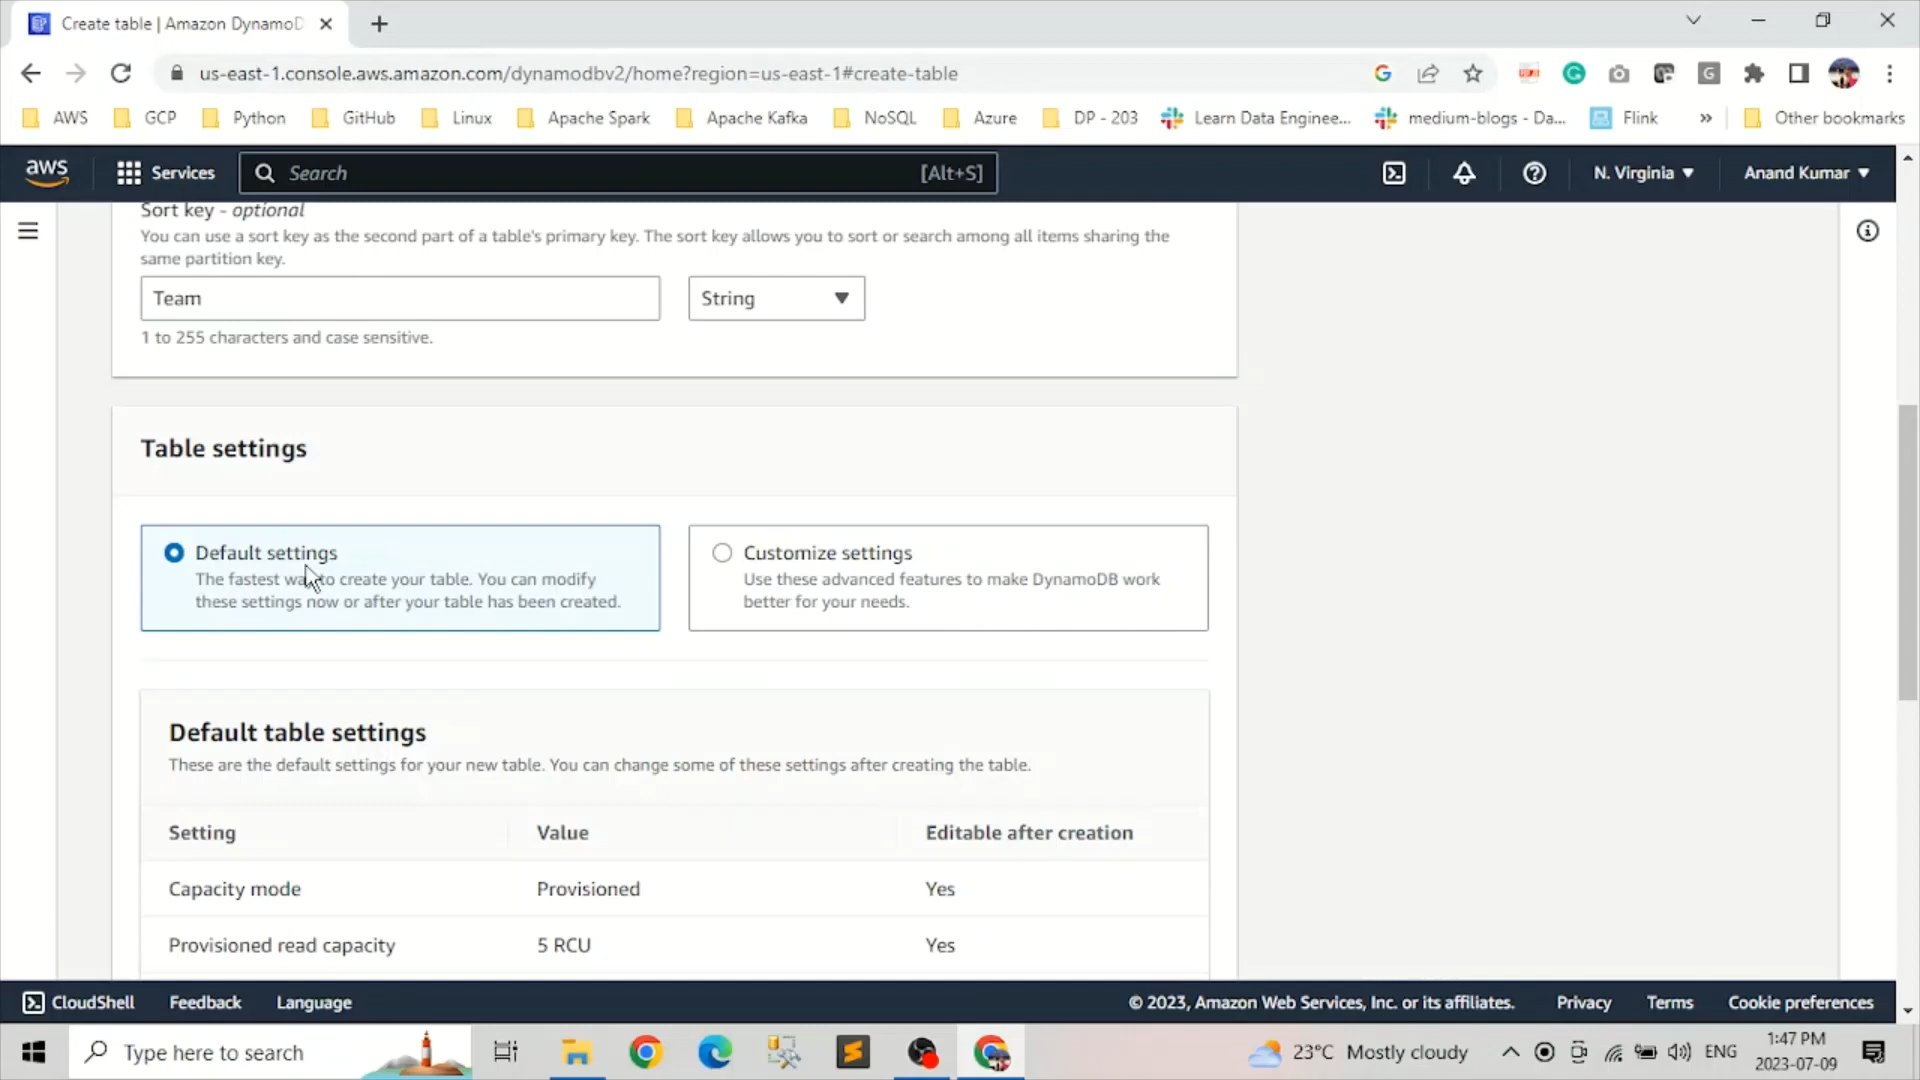 Create table | Amazon DynamoD
us-east-1.console.aws.amazon.com/dynamodbv2/home?region=us-east-1#create-table
AWS GCP Python GitHub Linux Apache Spark Apache Kafka NoSQL Azure DP - 203 Learn Data Enginee... medium-blogs - Da... Flink » Other bookmarks
aws Services Search [Alt+S] N. Virginia Anand Kumar
Sort key - optional
You can use a sort key as the second part of a table's primary key. The sort key allows you to sort or search among all items sharing the
same partition key.
Team String
1 to 255 characters and case sensitive.
Table settings
Default settings
The fastest way to create your table. You can modify
these settings now or after your table has been created.
Customize settings
Use these advanced features to make DynamoDB work
better for your needs.
Default table settings
These are the default settings for your new table. You can change some of these settings after creating the table.
Setting Value Editable after creation
Capacity mode Provisioned Yes
Provisioned read capacity 5 RCU Yes
CloudShell Feedback Language © 2023, Amazon Web Services, Inc. or its affiliates. Privacy Terms Cookie preferences
Type here to search 23°C Mostly cloudy ENG 1:47 PM
2023-07-09